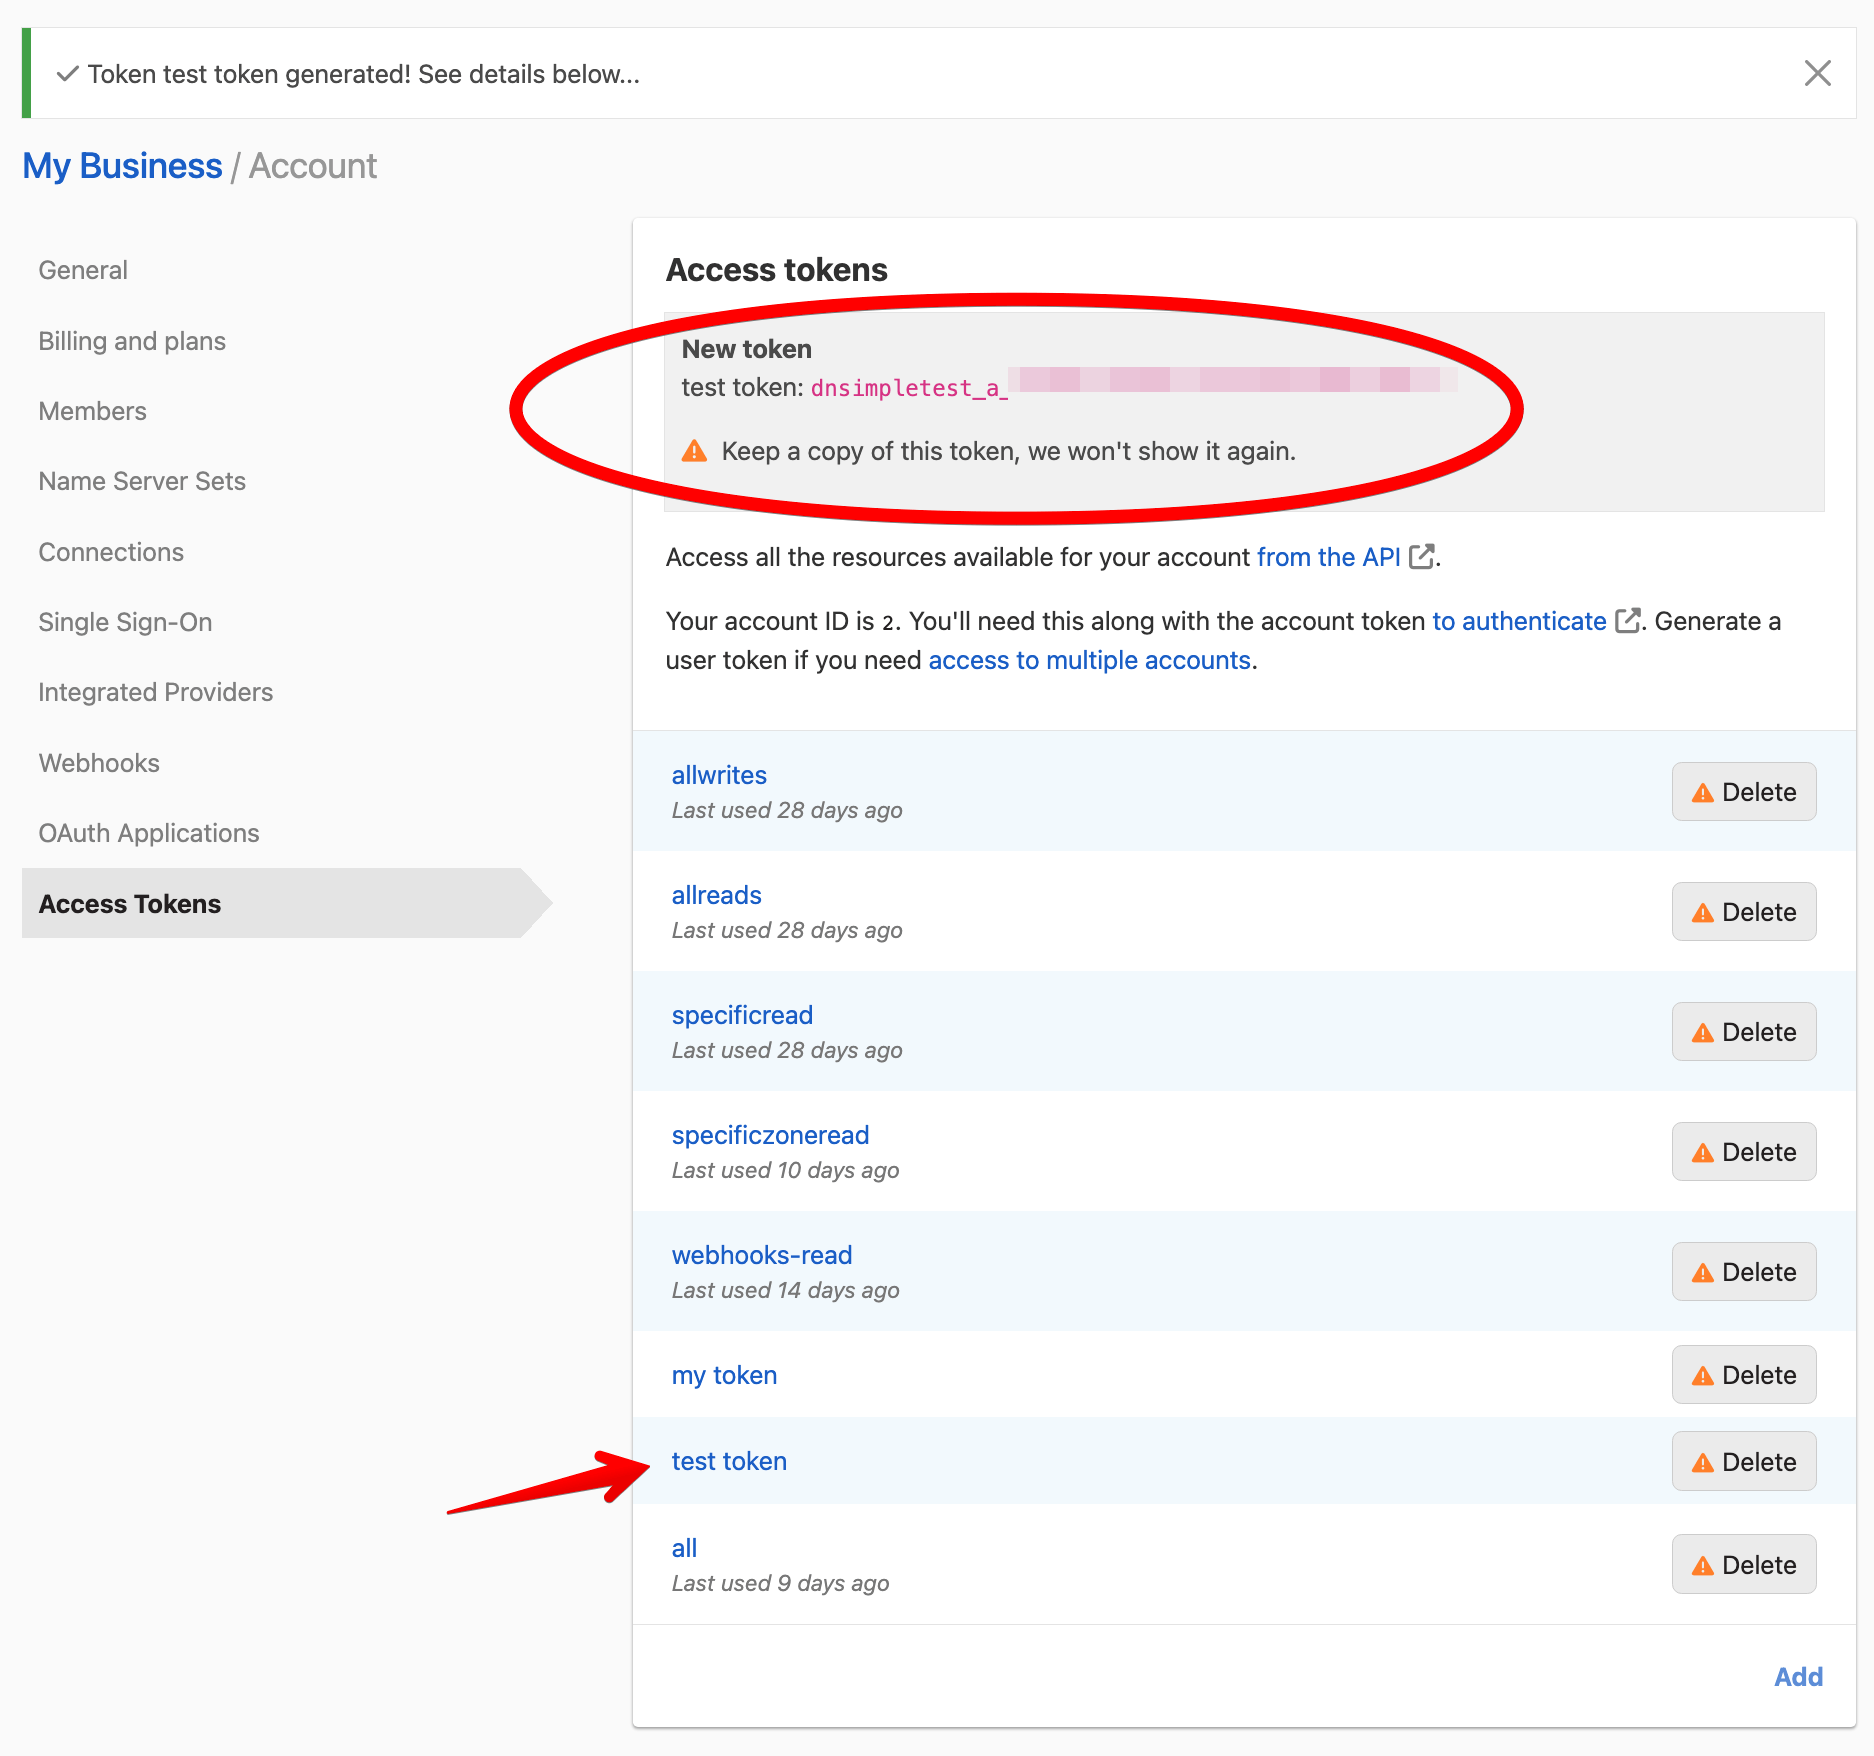 Token test token generated! See details below...
My Business / Account
General
Billing and plans
Members
Name Server Sets
Connections
Single Sign-On
Integrated Providers
Webhooks
OAuth Applications
Access Tokens
Access tokens
New token
test token: dnsimpletest_a_
Keep a copy of this token, we won't show it again.
Access all the resources available for your account from the API.
Your account ID is 2. You'll need this along with the account token to authenticate. Generate a
user token if you need access to multiple accounts.
allwrites
Last used 28 days ago
Delete
allreads
Last used 28 days ago
Delete
specificread
Last used 28 days ago
Delete
specificzoneread
Last used 10 days ago
Delete
webhooks-read
Last used 14 days ago
Delete
my token
Delete
test token
Delete
all
Last used 9 days ago
Delete
Add